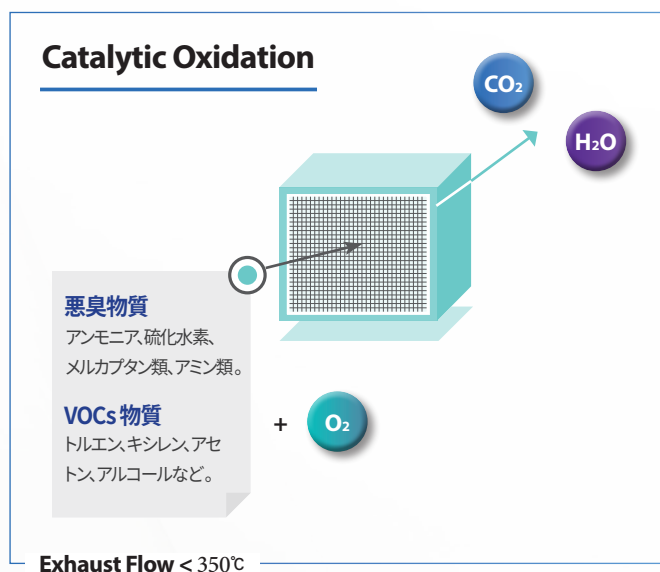 Catalytic Oxidation
CO₂
H₂O
悪臭物質
アンモニア、硫化水素、
メルカプタン類、アミン類。
VOCs 物質
トルエン、キシレン、アセ
トン、アルコールなど。
+
O₂
Exhaust Flow < 350℃